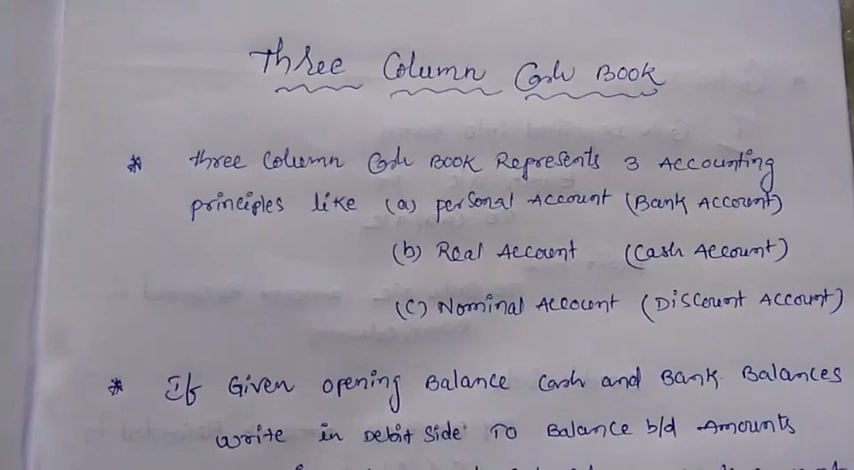 Three Column Cash Book
* three Column Cash Book Represents 3 Accounting
principles like (a) personal Account (Bank Account)
(b) Real Account (Cash Account)
(C) Nominal Account (Discount Account)
* If Given opening Balance Cash and Bank Balances
write in Debit Side To Balance b/d Amounts